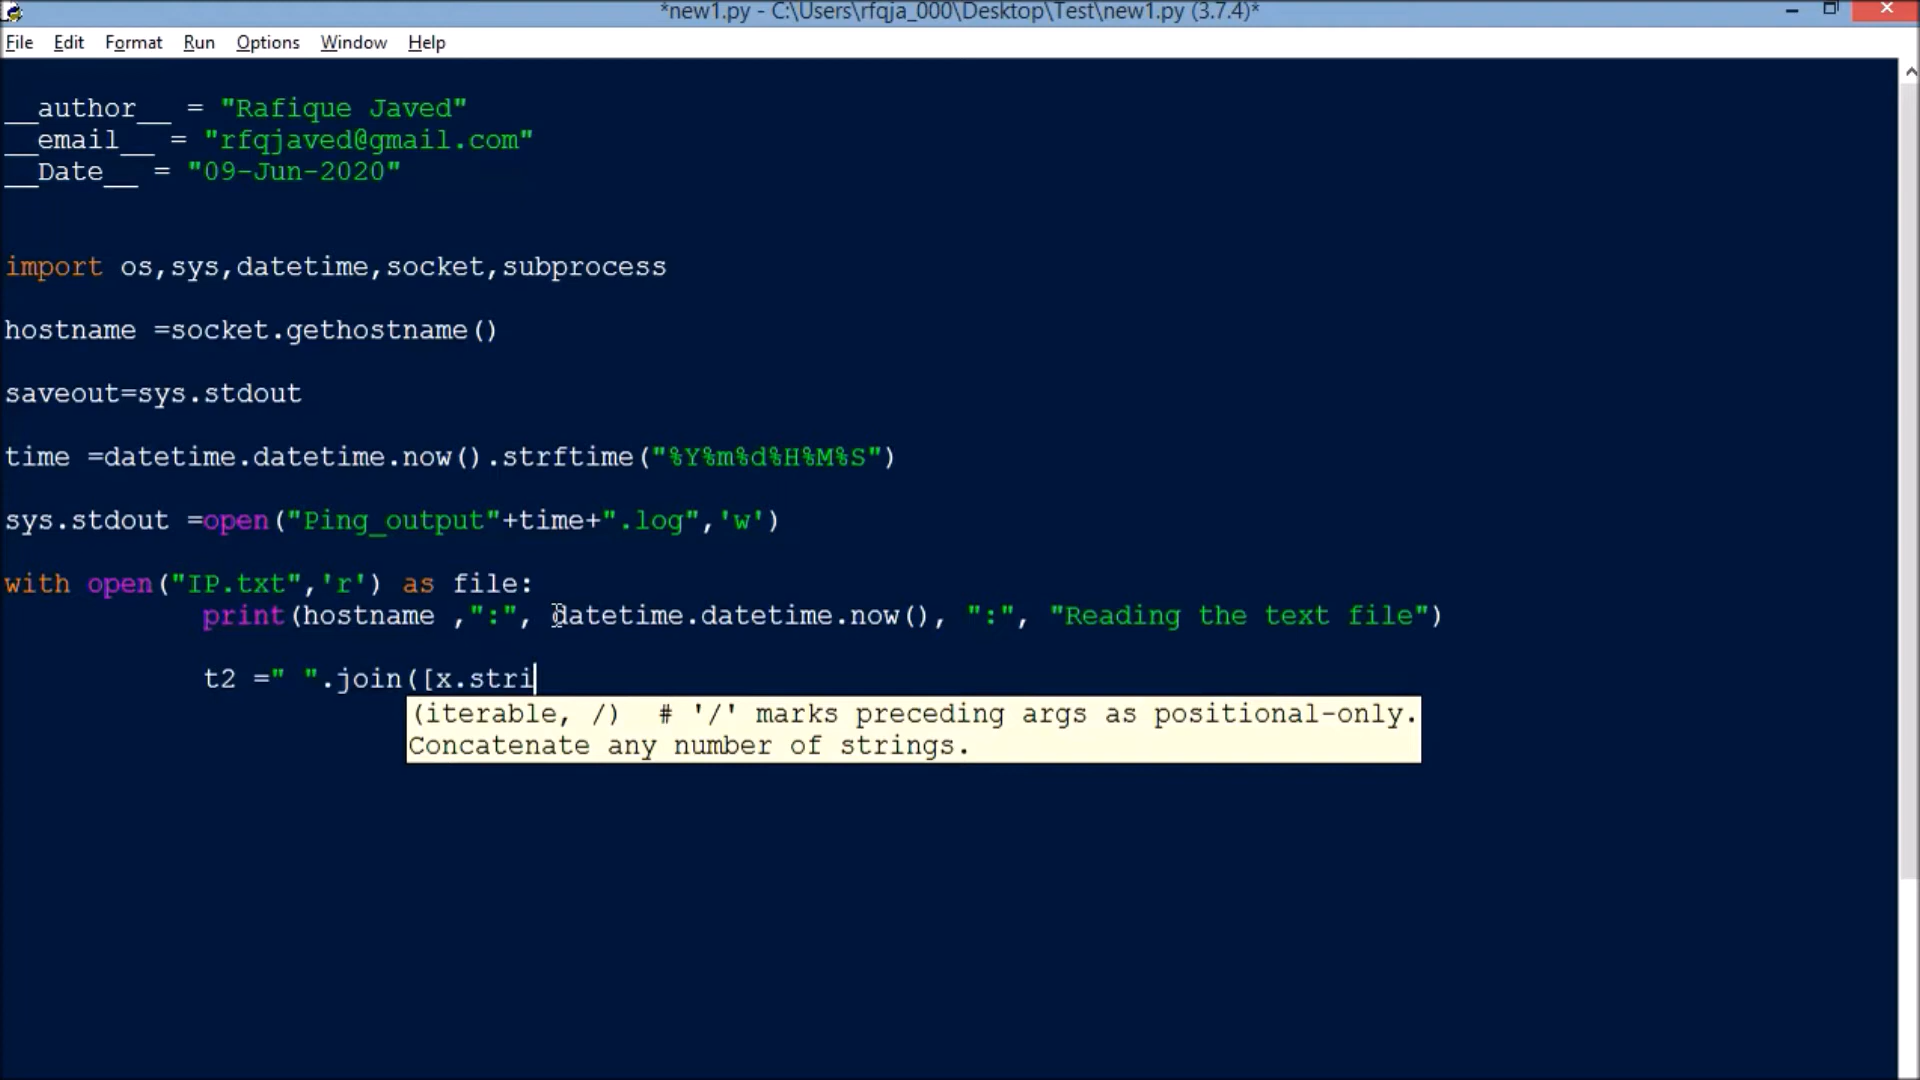 *new1.py - C:\Users\rfqja_000\Desktop\Test\new1.py (3.7.4)*
File Edit Format Run Options Window Help
__author__ = "Rafique Javed"
__email__ = "rfqjaved@gmail.com"
__Date__ = "09-Jun-2020"
import os,sys,datetime,socket,subprocess
hostname =socket.gethostname()
saveout=sys.stdout
time =datetime.datetime.now().strftime("%Y%m%d%H%M%S")
sys.stdout =open("Ping_output"+time+".log",'w')
with open("IP.txt",'r') as file:
print(hostname ,":", datetime.datetime.now(), ":", "Reading the text file")
t2 =" ".join([x.stri
(iterable, /)  # '/' marks preceding args as positional-only.
Concatenate any number of strings.